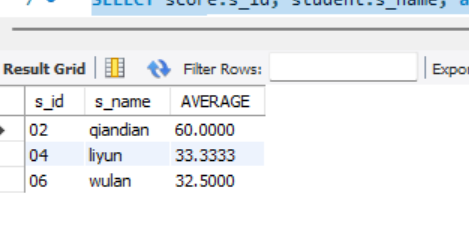 SELECT score.s_id, student.s_name, a
Result Grid Filter Rows: Expor
s_id s_name AVERAGE
02 qiandian 60.0000
04 liyun 33.3333
06 wulan 32.5000